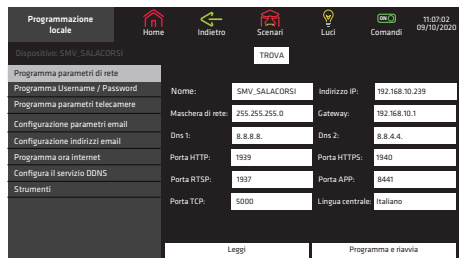 Programmazione locale
Home
Indietro
Scenari
Luci
ON
Comandi
11:07:02
09/10/2020
Dispositivo: SMV_SALACORSI
TROVA
Programma parametri di rete
Programma Username / Password
Programma parametri telecamere
Configurazione parametri email
Configurazione indirizzi email
Programma ora internet
Configura il servizio DDNS
Strumenti
Nome: SMV_SALACORSI Indirizzo IP: 192.168.10.239
Maschera di rete: 255.255.255.0 Gateway: 192.168.10.1
Dns 1: 8.8.8.8. Dns 2: 8.8.4.4.
Porta HTTP: 1939 Porta HTTPS: 1940
Porta RTSP: 1937 Porta APP: 8441
Porta TCP: 5000 Lingua centrale: Italiano
Leggi
Programma e riavvia